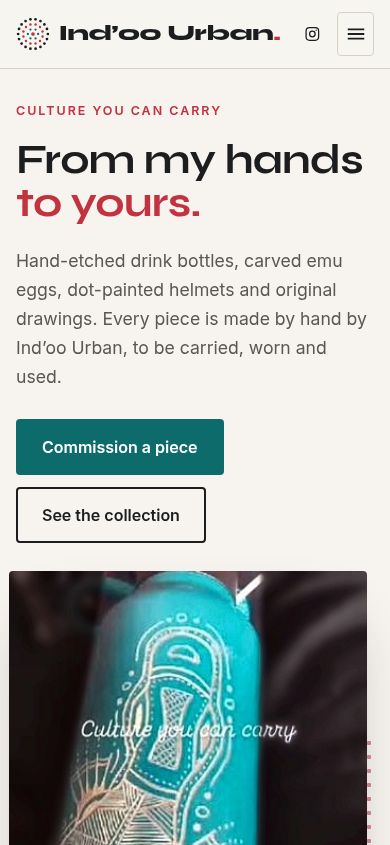 Ind’oo Urban.
CULTURE YOU CAN CARRY
From my hands
to yours.
Hand-etched drink bottles, carved emu
eggs, dot-painted helmets and original
drawings. Every piece is made by hand by
Ind’oo Urban, to be carried, worn and
used.
Commission a piece
See the collection
Culture you can carry